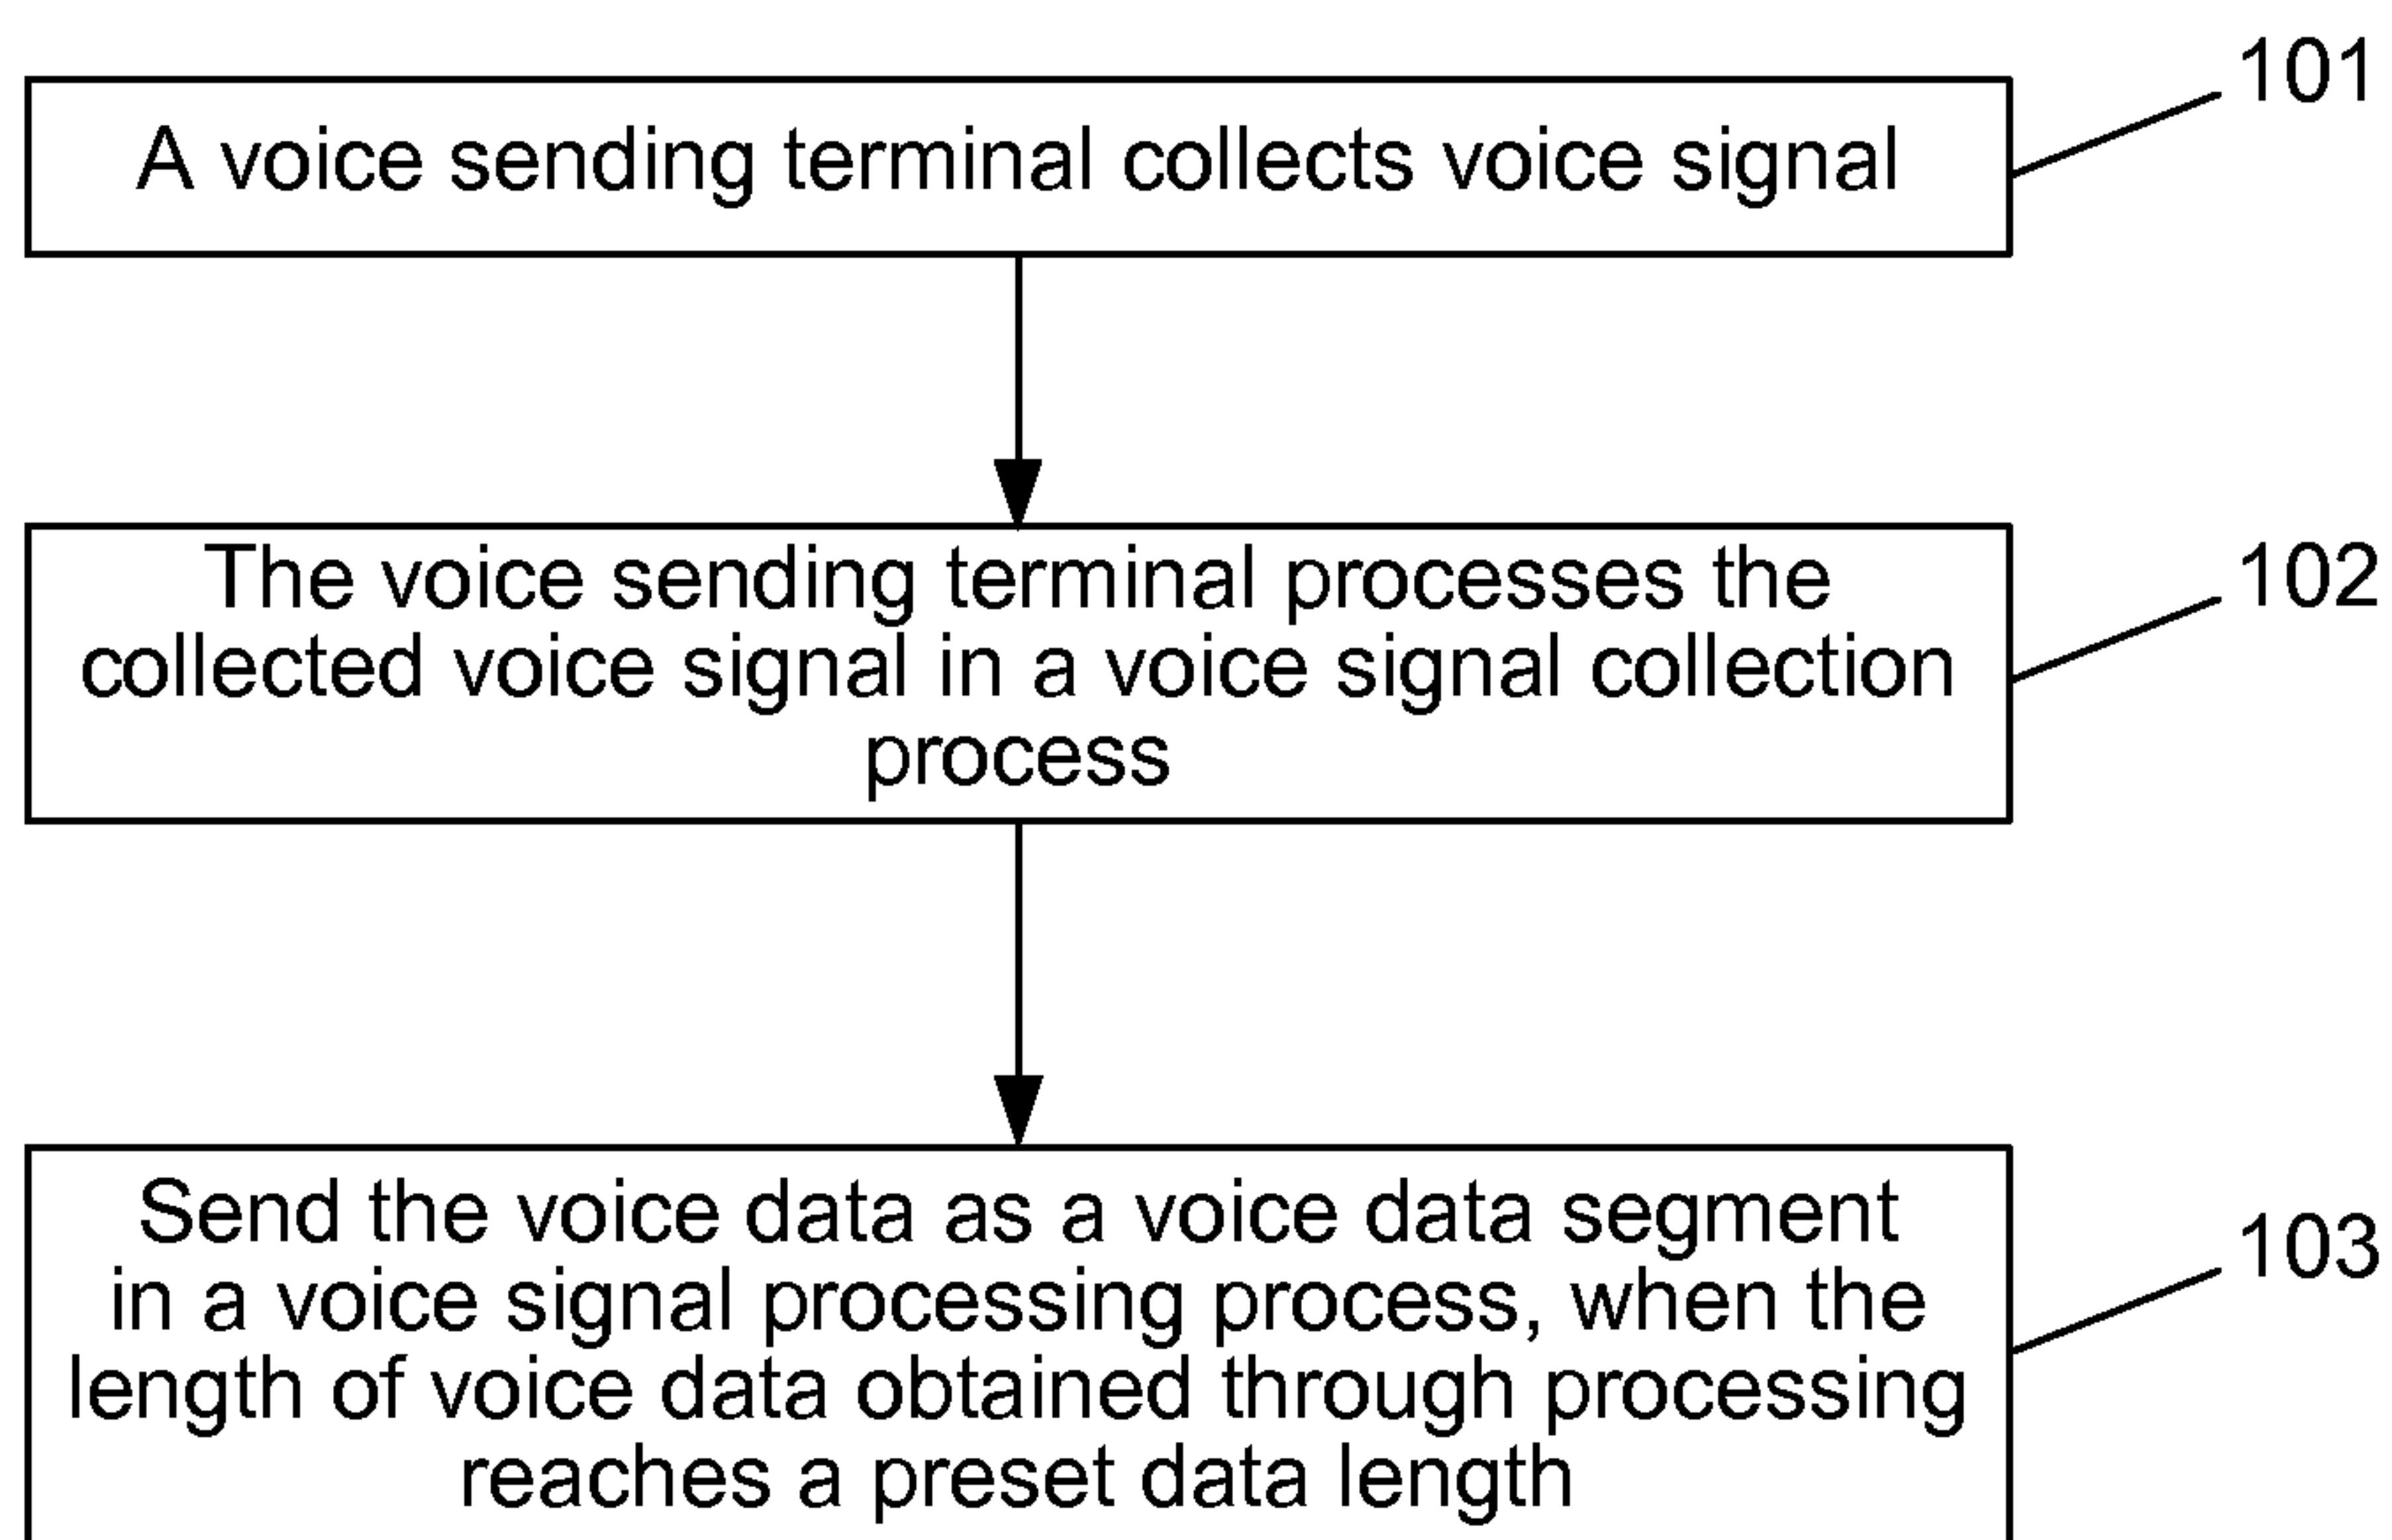 101
A voice sending terminal collects voice signal
102
The voice sending terminal processes the
collected voice signal in a voice signal collection
process
103
Send the voice data as a voice data segment
in a voice signal processing process, when the
length of voice data obtained through processing
reaches a preset data length